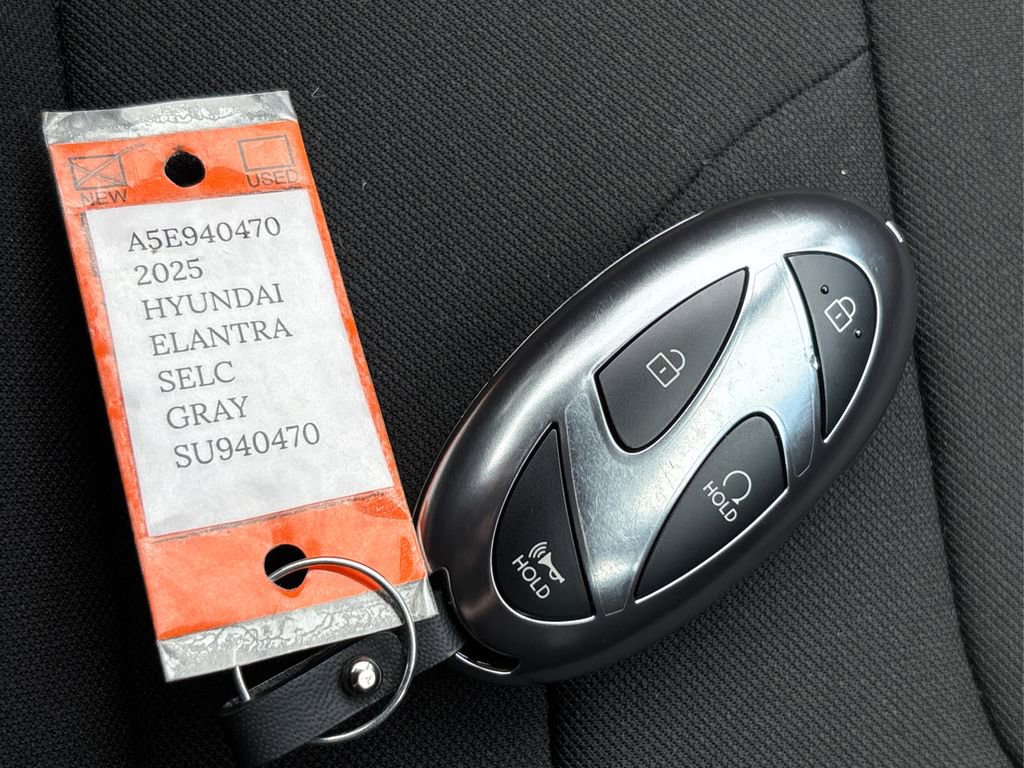 NEW
USED
A5E940470
2025
HYUNDAI
ELANTRA
SELC
GRAY
SU940470
HOLD
HOLD